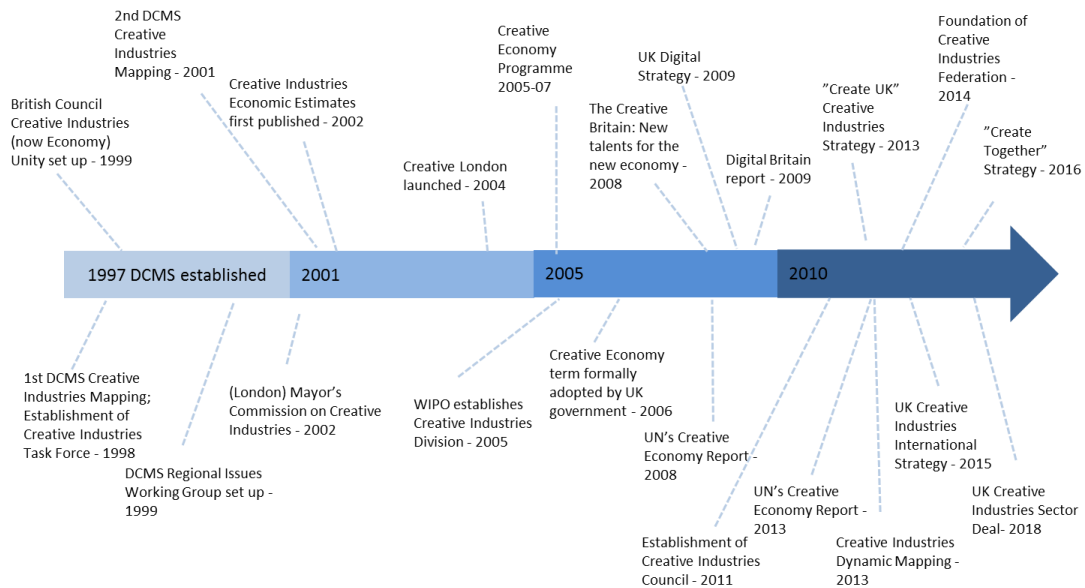 2nd DCMS
Creative
Industries
Mapping - 2001
British Council
Creative Industries
(now Economy)
Unity set up - 1999
Creative Industries
Economic Estimates
first published - 2002
Creative London
launched - 2004
Creative
Economy
Programme
2005-07
UK Digital
Strategy - 2009
The Creative
Britain: New
talents for the
new economy -
2008
Digital Britain
report - 2009
”Create UK”
Creative
Industries
Strategy - 2013
Foundation of
Creative
Industries
Federation -
2014
”Create
Together”
Strategy - 2016
1997 DCMS established
2001
2005
2010
1st DCMS Creative
Industries Mapping;
Establishment of
Creative Industries
Task Force - 1998
DCMS Regional Issues
Working Group set up -
1999
(London) Mayor’s
Commission on Creative
Industries - 2002
WIPO establishes
Creative Industries
Division - 2005
Creative Economy
term formally
adopted by UK
government - 2006
UN’s Creative
Economy Report -
2008
Establishment of
Creative Industries
Council - 2011
UN’s Creative
Economy Report -
2013
Creative Industries
Dynamic Mapping -
2013
UK Creative
Industries
International
Strategy - 2015
UK Creative
Industries Sector
Deal- 2018